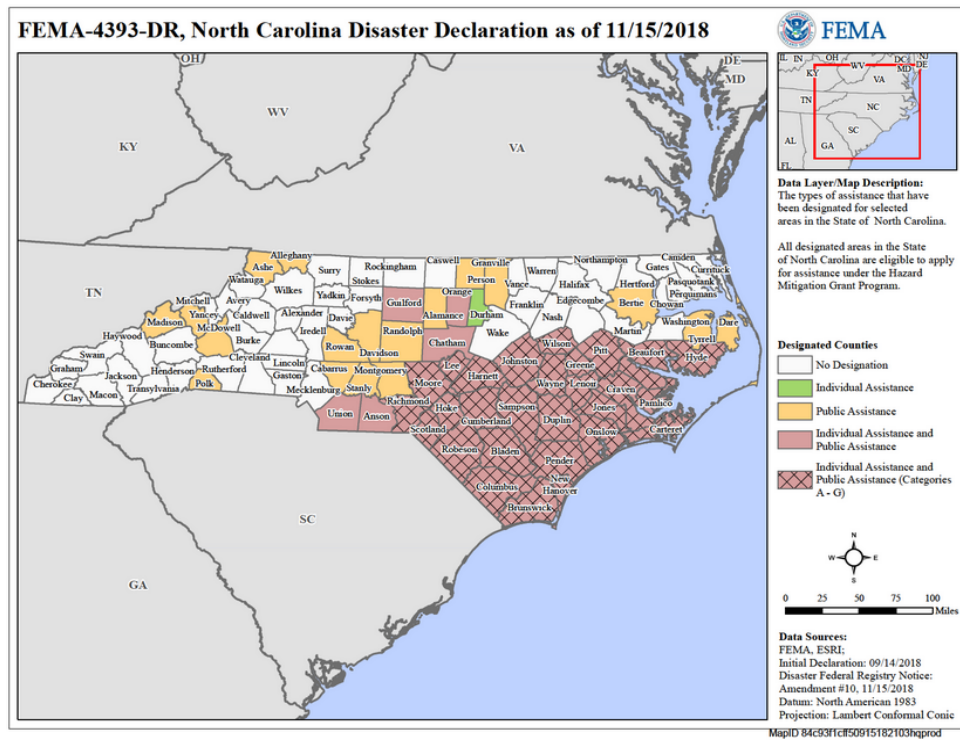 FEMA-4393-DR, North Carolina Disaster Declaration as of 11/15/2018
FEMA
OH
WV
KY
VA
DE
MD
TN
SC
GA
Alleghany
Ashe
Surry
Stokes
Rockingham
Caswell
Person
Granville
Vance
Warren
Northampton
Gates
Camden
Currituck
Pasquotank
Perquimans
Chowan
Hertford
Halifax
Bertie
Watauga
Wilkes
Yadkin
Forsyth
Guilford
Alamance
Orange
Durham
Franklin
Nash
Edgecombe
Martin
Washington
Tyrrell
Dare
Mitchell
Avery
Yancey
Madison
McDowell
Caldwell
Alexander
Iredell
Davie
Davidson
Randolph
Chatham
Wake
Wilson
Pitt
Beaufort
Hyde
Haywood
Buncombe
Burke
Rowan
Swain
Graham
Cherokee
Clay
Macon
Jackson
Transylvania
Henderson
Polk
Rutherford
Cleveland
Lincoln
Gaston
Mecklenburg
Cabarrus
Stanly
Montgomery
Moore
Lee
Harnett
Johnston
Wayne
Greene
Lenoir
Craven
Pamlico
Union
Anson
Richmond
Scotland
Hoke
Cumberland
Sampson
Duplin
Jones
Onslow
Carteret
Robeson
Bladen
Pender
New
Hanover
Columbus
Brunswick
IL
IN
OH
WV
DC
NJ
MD
DE
KY
VA
TN
NC
SC
AL
GA
FL
Data Layer/Map Description:
The types of assistance that have
been designated for selected
areas in the State of North Carolina.
All designated areas in the State
of North Carolina are eligible to apply
for assistance under the Hazard
Mitigation Grant Program.
Designated Counties
No Designation
Individual Assistance
Public Assistance
Individual Assistance and
Public Assistance
Individual Assistance and
Public Assistance (Categories
A - G)
N
W E
S
0 25 50 75 100
Miles
Data Sources:
FEMA, ESRI;
Initial Declaration: 09/14/2018
Disaster Federal Registry Notice:
Amendment #10, 11/15/2018
Datum: North American 1983
Projection: Lambert Conformal Conic
MapID 84c93f1cff50915182103hqprod